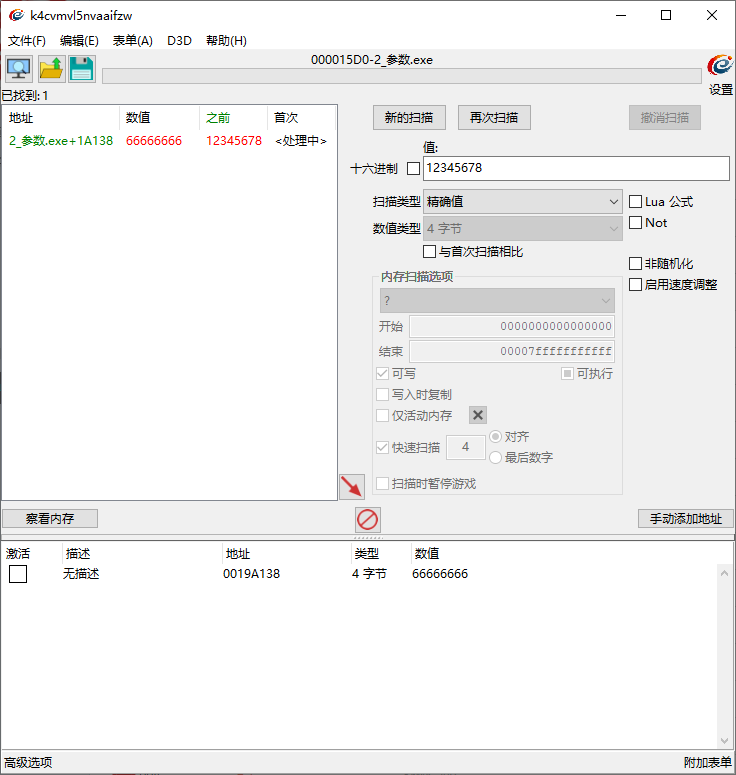 k4cvmvl5nvaaifzw
文件(F) 编辑(E) 表单(A) D3D 帮助(H)
000015D0-2_参数.exe
设置
已找到: 1
地址 数值 之前 首次
2_参数.exe+1A138 66666666 12345678 <处理中>
新的扫描 再次扫描 撤消扫描
值:
十六进制 12345678
扫描类型 精确值 Lua 公式
数值类型 4 字节 Not
与首次扫描相比
非随机化
内存扫描选项
启用速度调整
?
开始 0000000000000000
结束 00007fffffffffff
可写 可执行
写入时复制
仅活动内存
快速扫描 4 对齐
最后数字
扫描时暂停游戏
察看内存 手动添加地址
激活 描述 地址 类型 数值
无描述 0019A138 4 字节 66666666
高级选项 附加表单